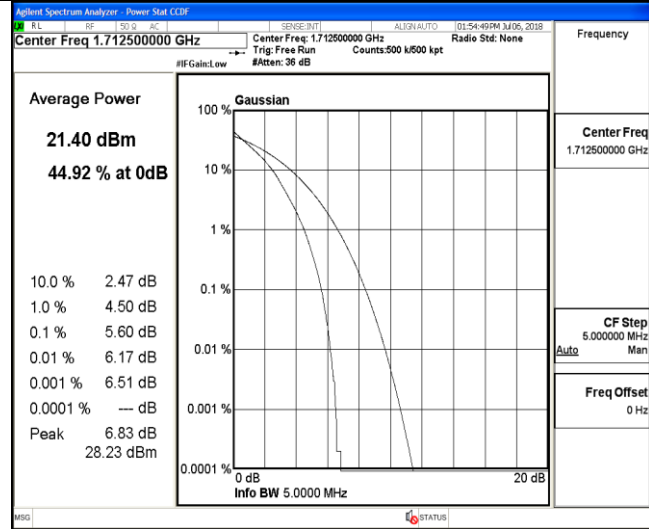 Agilent Spectrum Analyzer - Power Stat CCDF
RL RF 50 Ω AC SENSE:INT ALIGN AUTO 01:54:49PM Jul 06, 2018
Center Freq 1.712500000 GHz
Center Freq: 1.712500000 GHz Radio Std: None
Trig: Free Run Counts:500 k/500 kpt
#IFGain:Low #Atten: 36 dB
Frequency
Average Power
21.40 dBm
44.92 % at 0dB
10.0 % 2.47 dB
1.0 % 4.50 dB
0.1 % 5.60 dB
0.01 % 6.17 dB
0.001 % 6.51 dB
0.0001 % --- dB
Peak 6.83 dB
28.23 dBm
Gaussian
100 %
10 %
1 %
0.1 %
0.01 %
0.001 %
0.0001 %
0 dB 20 dB
Info BW 5.0000 MHz
Center Freq
1.712500000 GHz
CF Step
5.000000 MHz
Auto Man
Freq Offset
0 Hz
MSG STATUS